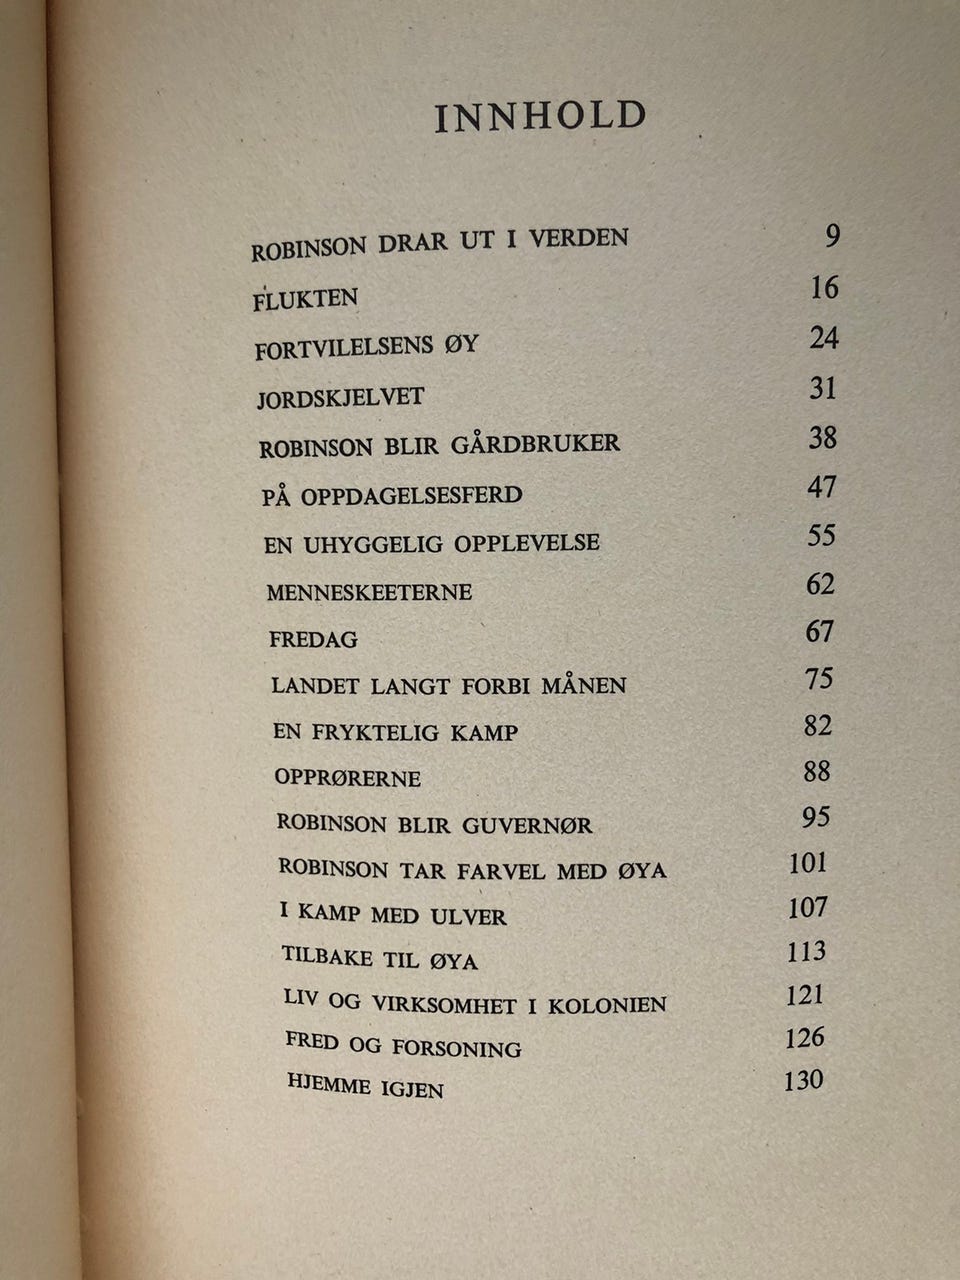 INNHOLD
ROBINSON DRAR UT I VERDEN 9
FLUKTEN 16
FORTVILELSENS ØY 24
JORDSKJELVET 31
ROBINSON BLIR GÅRDBRUKER 38
PÅ OPPDAGELSESFERD 47
EN UHYGGELIG OPPLEVELSE 55
MENNESKEETERNE 62
FREDAG 67
LANDET LANGT FORBI MÅNEN 75
EN FRYKTELIG KAMP 82
OPPRØRERNE 88
ROBINSON BLIR GUVERNØR 95
ROBINSON TAR FARVEL MED ØYA 101
I KAMP MED ULVER 107
TILBAKE TIL ØYA 113
LIV OG VIRKSOMHET I KOLONIEN 121
FRED OG FORSONING 126
HJEMME IGJEN 130